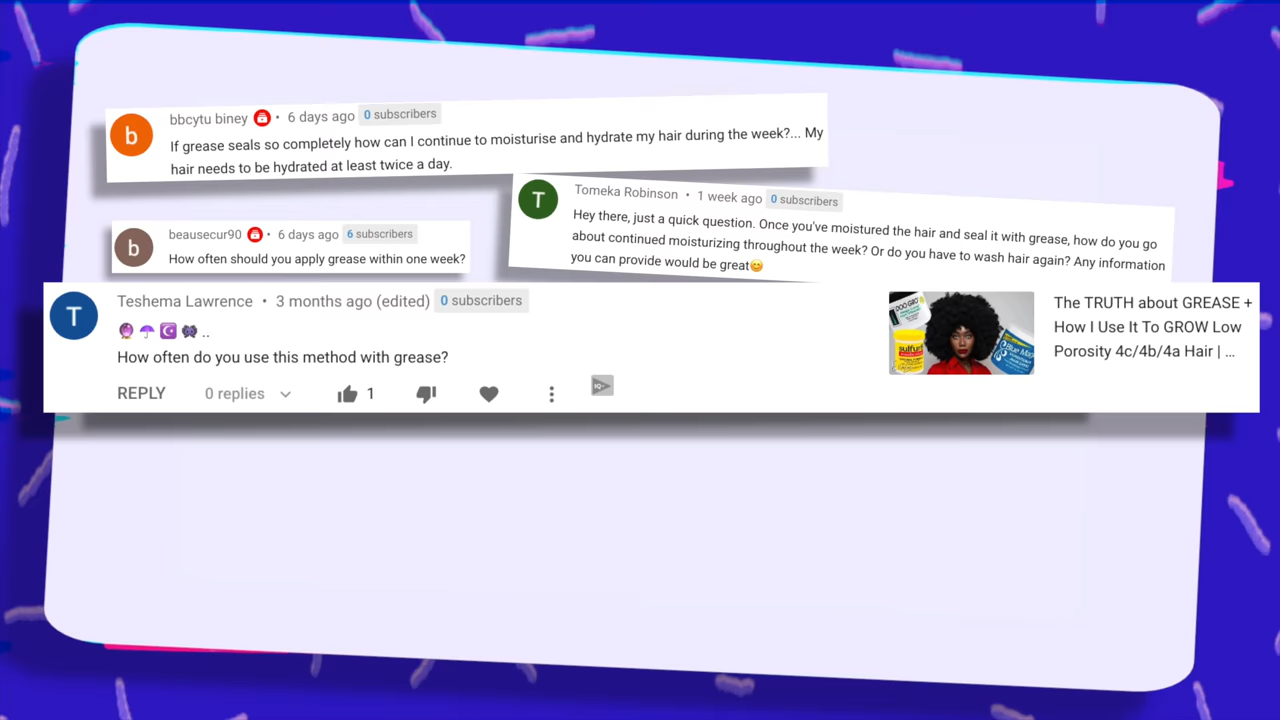 b
bbcytu biney • 6 days ago 0 subscribers
If grease seals so completely how can I continue to moisturise and hydrate my hair during the week?... My
hair needs to be hydrated at least twice a day.
T
Tomeka Robinson • 1 week ago 0 subscribers
Hey there, just a quick question. Once you've moistured the hair and seal it with grease, how do you go
about continued moisturizing throughout the week? Or do you have to wash hair again? Any information
you can provide would be great😊
b
beausecur90 • 6 days ago 6 subscribers
How often should you apply grease within one week?
T
Teshema Lawrence • 3 months ago (edited) 0 subscribers
🔮☂️☪️👾 ..
How often do you use this method with grease?
REPLY 0 replies 1
IQ
DOO GRO
sulfur8
Blue Magic
The TRUTH about GREASE +
How I Use It To GROW Low
Porosity 4c/4b/4a Hair | ...